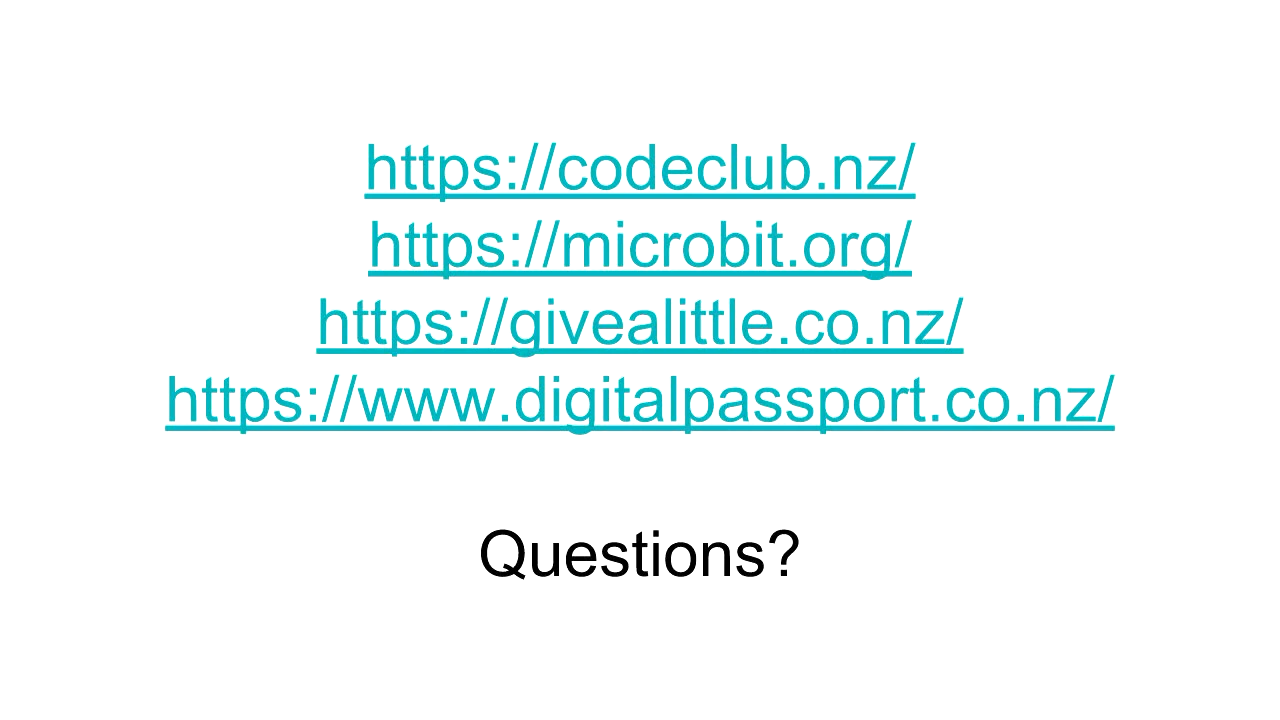 https://codeclub.nz/
https://microbit.org/
https://givealittle.co.nz/
https://www.digitalpassport.co.nz/
Questions?